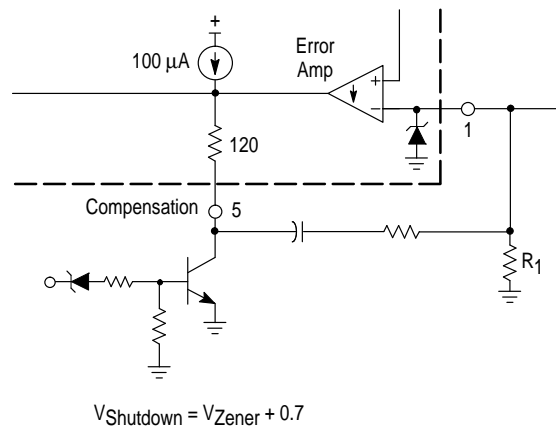 +
100 µA
Error
Amp
+
−
1
120
Compensation
5
R1
VShutdown = VZener + 0.7